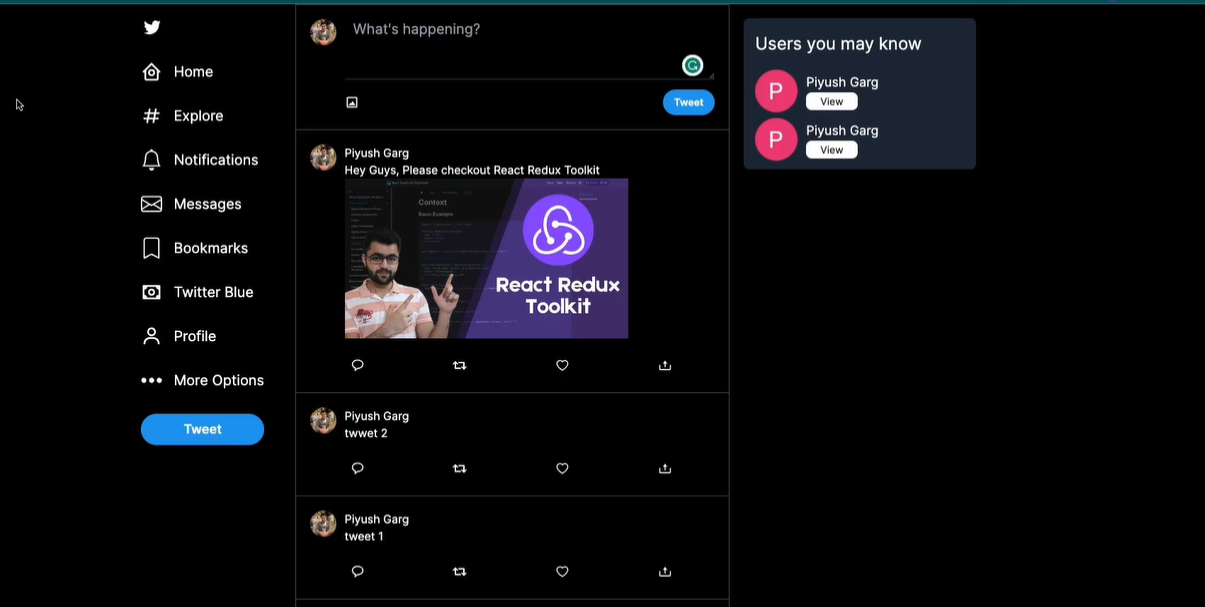 Home
Explore
Notifications
Messages
Bookmarks
Twitter Blue
Profile
More Options
Tweet
What's happening?
Tweet
Piyush Garg
Hey Guys, Please checkout React Redux Toolkit
Context
Basic Example
React Redux
Toolkit
Piyush Garg
twwet 2
Piyush Garg
tweet 1
Users you may know
P
Piyush Garg
View
P
Piyush Garg
View